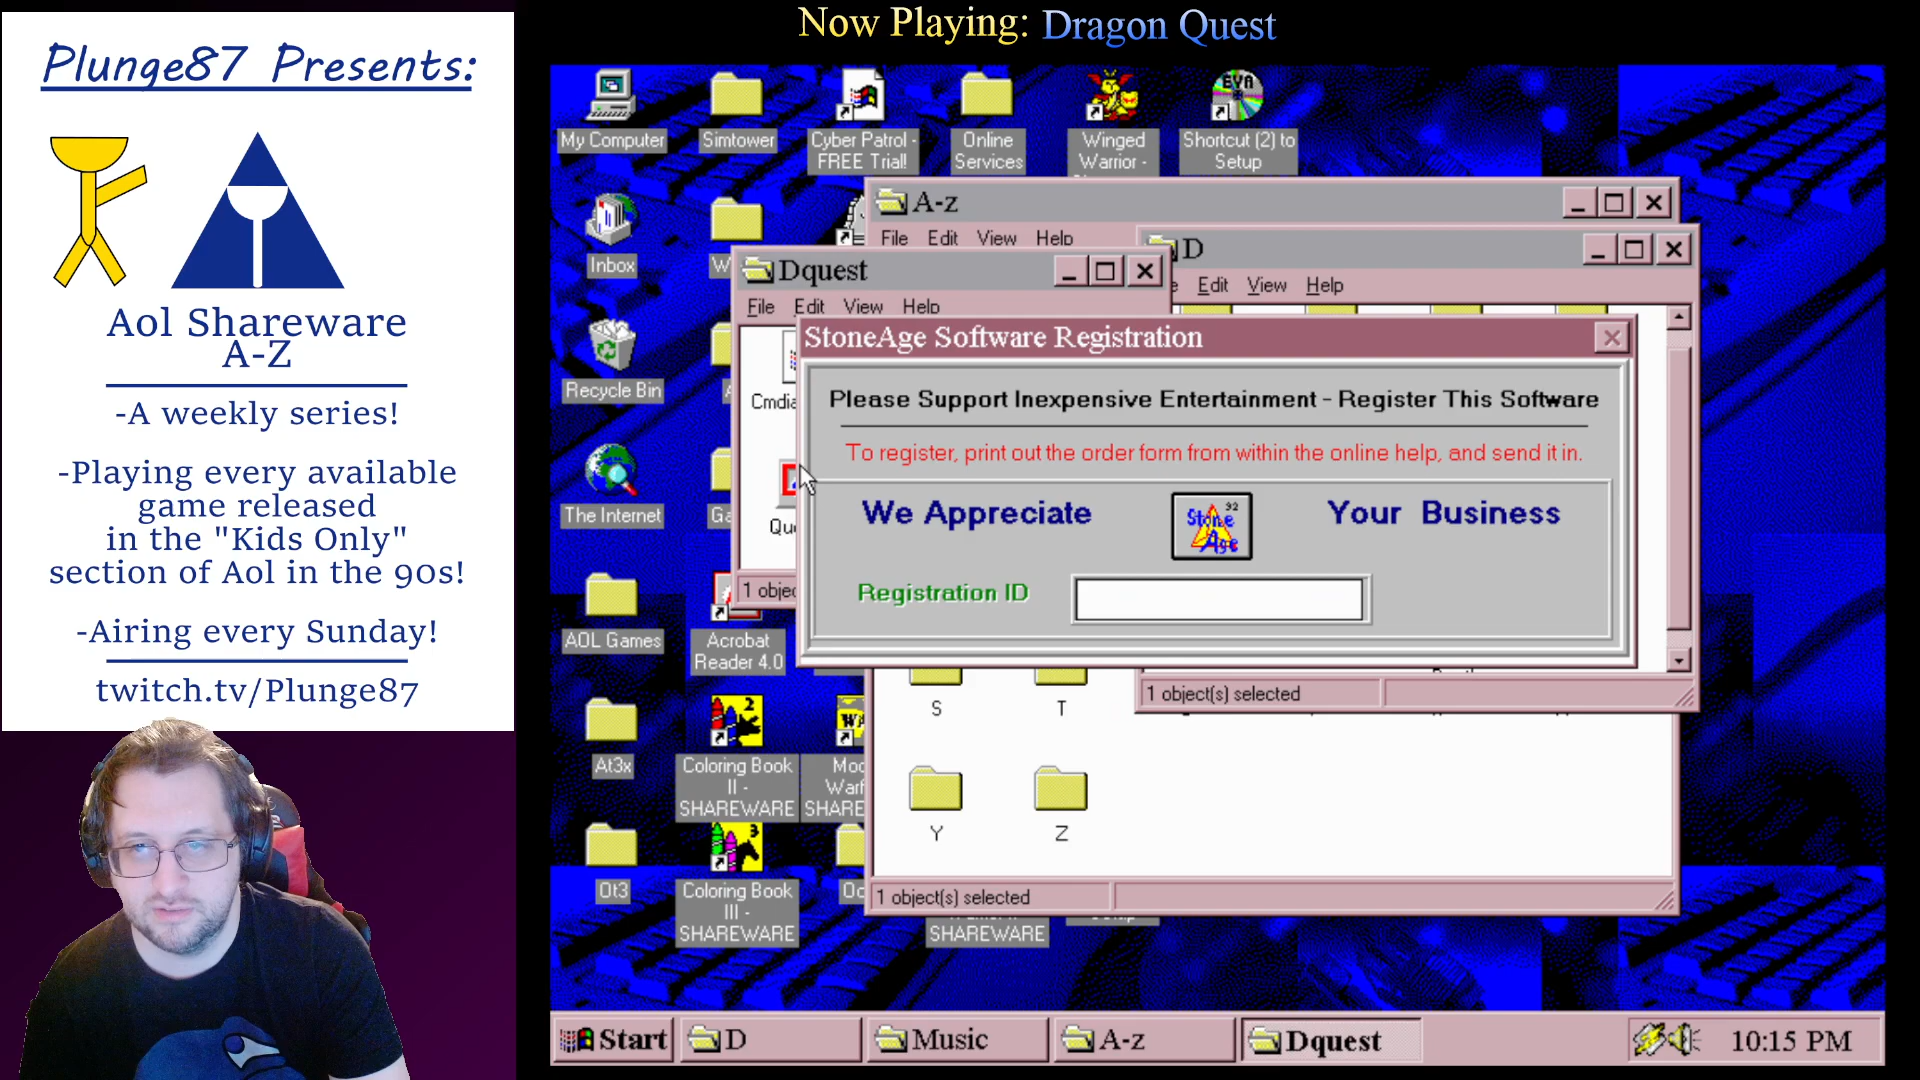 Plunge87 Presents:
Aol Shareware
A-Z
-A weekly series!
-Playing every available
game released
in the "Kids Only"
section of Aol in the 90s!
-Airing every Sunday!
twitch.tv/Plunge87
Now Playing: Dragon Quest
My Computer
Simtower
Cyber Patrol -
FREE Trial!
Online
Services
Winged
Warrior -
EVA
Shortcut (2) to
Setup
Inbox
Recycle Bin
The Internet
AOL Games
Acrobat
Reader 4.0
At3x
Coloring Book
II -
SHAREWARE
SHARE
Ot3
Coloring Book
III -
SHAREWARE
SHAREWARE
A-z
File Edit View Help
D
Edit View Help
Dquest
File Edit View Help
1 objec
StoneAge Software Registration
Please Support Inexpensive Entertainment - Register This Software
To register, print out the order form from within the online help, and send it in.
We Appreciate
Stone 32
Age
Your Business
Registration ID
1 object(s) selected
S
T
Y
Z
1 object(s) selected
Start
D
Music
A-z
Dquest
10:15 PM